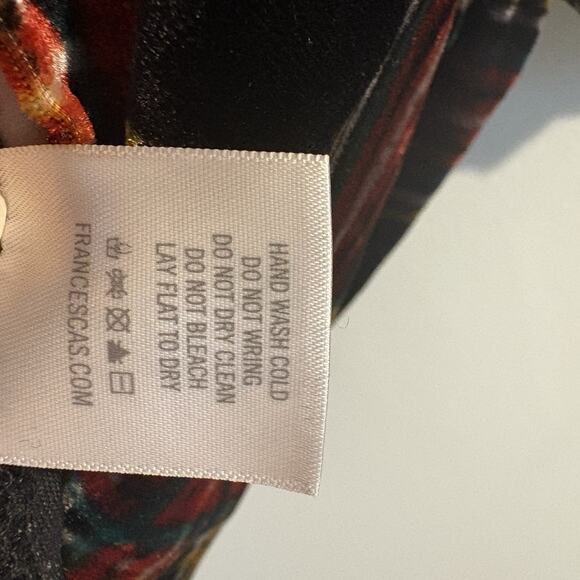 HAND WASH COLD
DO NOT WRING
DO NOT DRY CLEAN
DO NOT BLEACH
LAY FLAT TO DRY
FRANCESCAS.COM